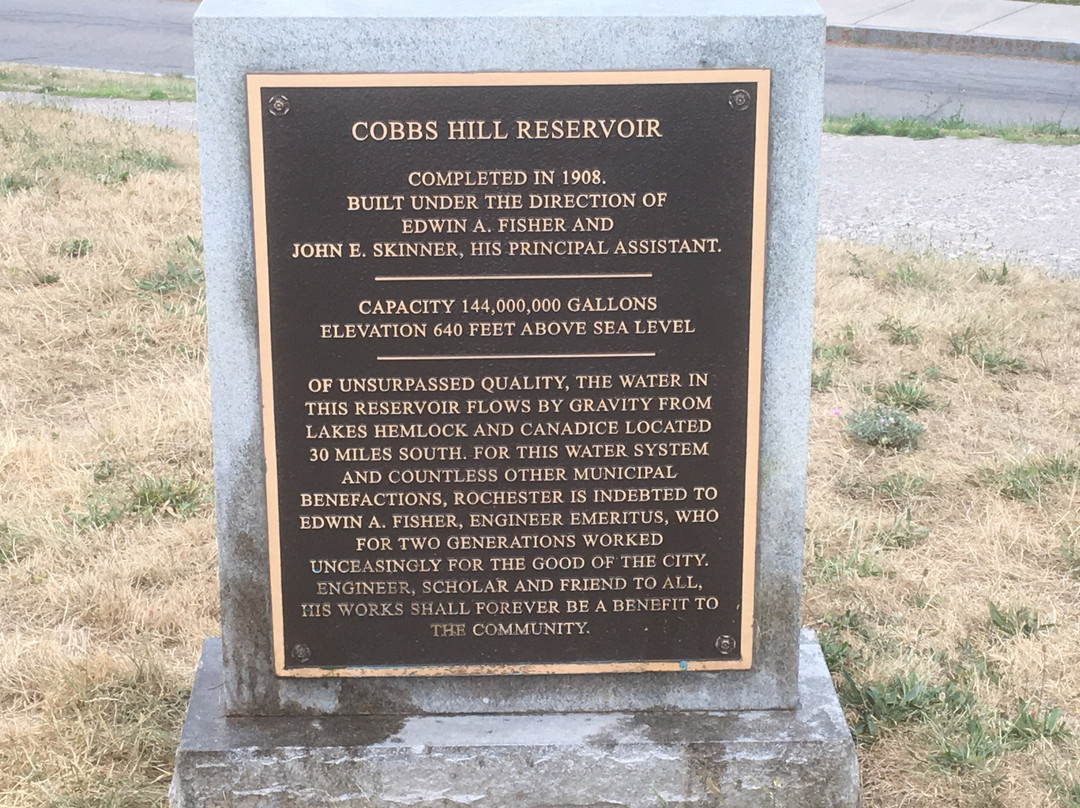 COBBS HILL RESERVOIR
COMPLETED IN 1908.
BUILT UNDER THE DIRECTION OF
EDWIN A. FISHER AND
JOHN E. SKINNER, HIS PRINCIPAL ASSISTANT.
CAPACITY 144,000,000 GALLONS
ELEVATION 640 FEET ABOVE SEA LEVEL
OF UNSURPASSED QUALITY, THE WATER IN
THIS RESERVOIR FLOWS BY GRAVITY FROM
LAKES HEMLOCK AND CANADICE LOCATED
30 MILES SOUTH. FOR THIS WATER SYSTEM
AND COUNTLESS OTHER MUNICIPAL
BENEFACTIONS, ROCHESTER IS INDEBTED TO
EDWIN A. FISHER, ENGINEER EMERITUS, WHO
FOR TWO GENERATIONS WORKED
UNCEASINGLY FOR THE GOOD OF THE CITY.
ENGINEER, SCHOLAR AND FRIEND TO ALL,
HIS WORKS SHALL FOREVER BE A BENEFIT TO
THE COMMUNITY.